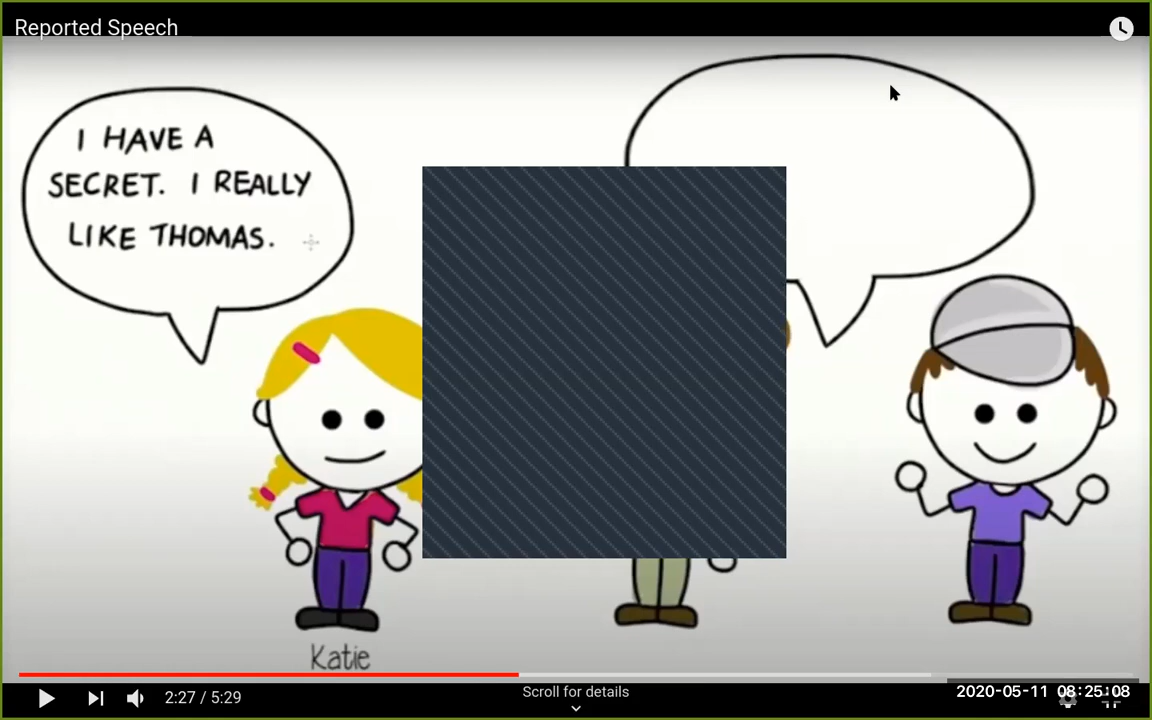 Reported Speech
I HAVE A
SECRET. I REALLY
LIKE THOMAS.
Katie
2:27 / 5:29
Scroll for details
2020-05-11 08:25:08